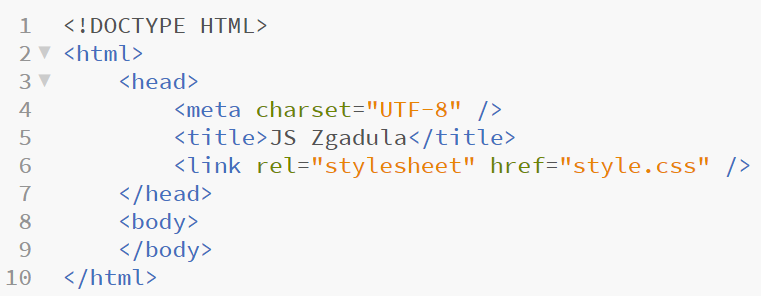 1 <!DOCTYPE HTML>
2 <html>
3 <head>
4 <meta charset="UTF-8" />
5 <title>JS Zgadula</title>
6 <link rel="stylesheet" href="style.css" />
7 </head>
8 <body>
9 </body>
10 </html>